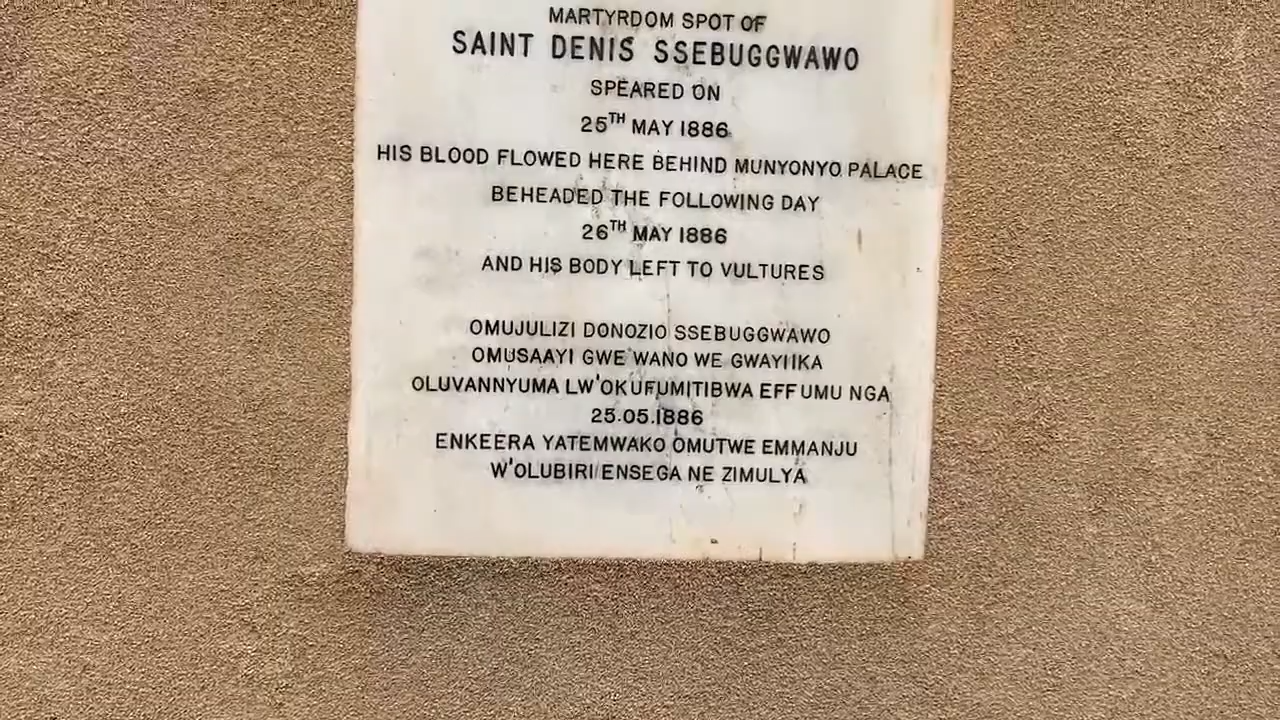 MARTYRDOM SPOT OF
SAINT DENIS SSEBUGGWAWO
SPEARED ON
25TH MAY 1886
HIS BLOOD FLOWED HERE BEHIND MUNYONYO PALACE
BEHEADED THE FOLLOWING DAY
26TH MAY 1886
AND HIS BODY LEFT TO VULTURES
OMUJULIZI DONOZIO SSEBUGGWAWO
OMUSAAYI GWE WANO WE GWAYIIKA
OLUVANNYUMA LW'OKUFUMITIBWA EFFUMU NGA
25.05.1886
ENKEERA YATEMWAKO OMUTWE EMMANJU
W'OLUBIRI ENSEGA NE ZIMULYA